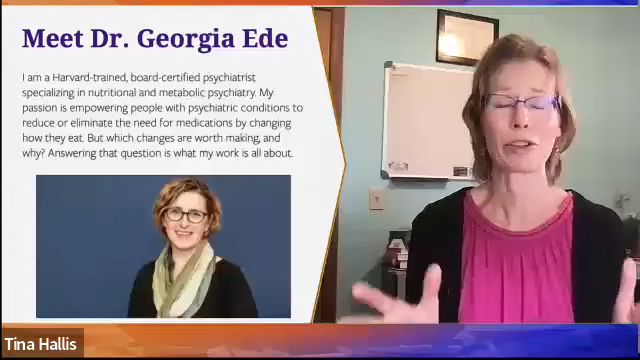 Meet Dr. Georgia Ede
I am a Harvard-trained, board-certified psychiatrist
specializing in nutritional and metabolic psychiatry. My
passion is empowering people with psychiatric conditions to
reduce or eliminate the need for medications by changing
how they eat. But which changes are worth making, and
why? Answering that question is what my work is all about.
Tina Hallis